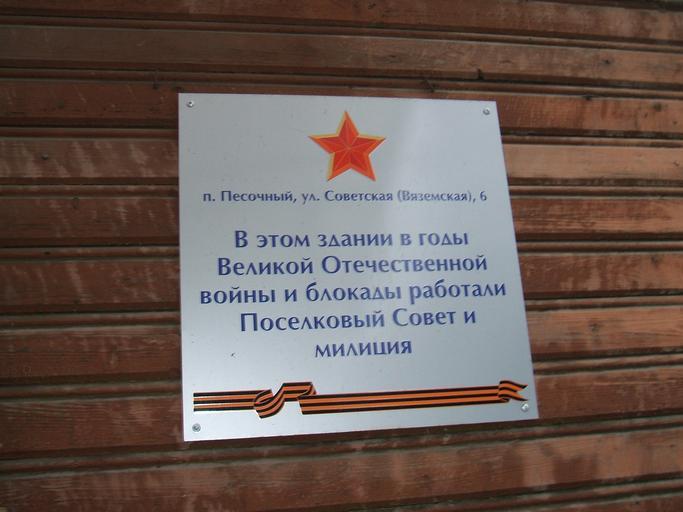 п. Песочный, ул. Советская (Вяземская), 6
В этом здании в годы
Великой Отечественной
войны и блокады работали
Поселковый Совет и
милиция